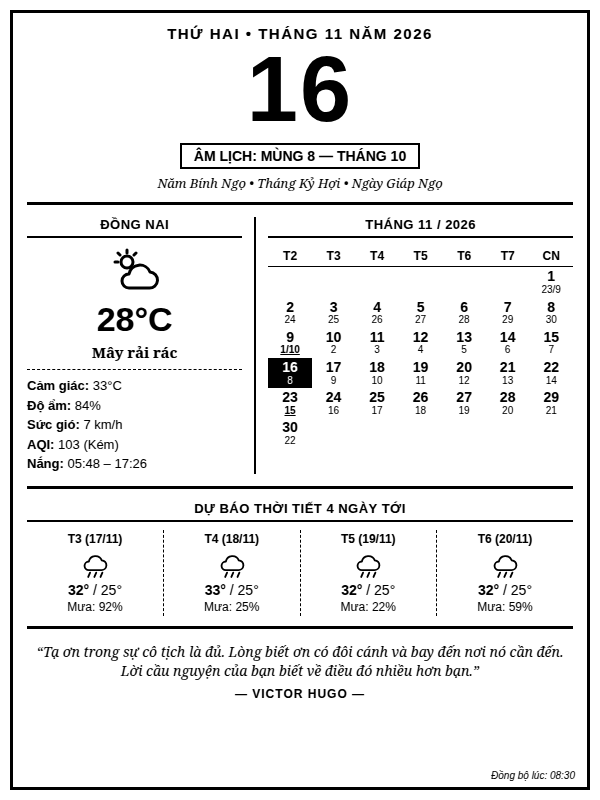 THỨ HAI • THÁNG 11 NĂM 2026
16
ÂM LỊCH: MÙNG 8 — THÁNG 10
Năm Bính Ngọ • Tháng Kỷ Hợi • Ngày Giáp Ngọ
ĐỒNG NAI
28°C
Mây rải rác
Cảm giác: 33°C
Độ ẩm: 84%
Sức gió: 7 km/h
AQI: 103 (Kém)
Nắng: 05:48 – 17:26
THÁNG 11 / 2026
T2 T3 T4 T5 T6 T7 CN
1
23/9
2 3 4 5 6 7 8
24 25 26 27 28 29 30
9 10 11 12 13 14 15
1/10 2 3 4 5 6 7
16 17 18 19 20 21 22
8 9 10 11 12 13 14
23 24 25 26 27 28 29
15 16 17 18 19 20 21
30
22
DỰ BÁO THỜI TIẾT 4 NGÀY TỚI
T3 (17/11) T4 (18/11) T5 (19/11) T6 (20/11)
32° / 25° 33° / 25° 32° / 25° 32° / 25°
Mưa: 92% Mưa: 25% Mưa: 22% Mưa: 59%
“Tạ ơn trong sự cô tịch là đủ. Lòng biết ơn có đôi cánh và bay đến nơi nó cần đến.
Lời cầu nguyện của bạn biết về điều đó nhiều hơn bạn.”
— VICTOR HUGO —
Đồng bộ lúc: 08:30